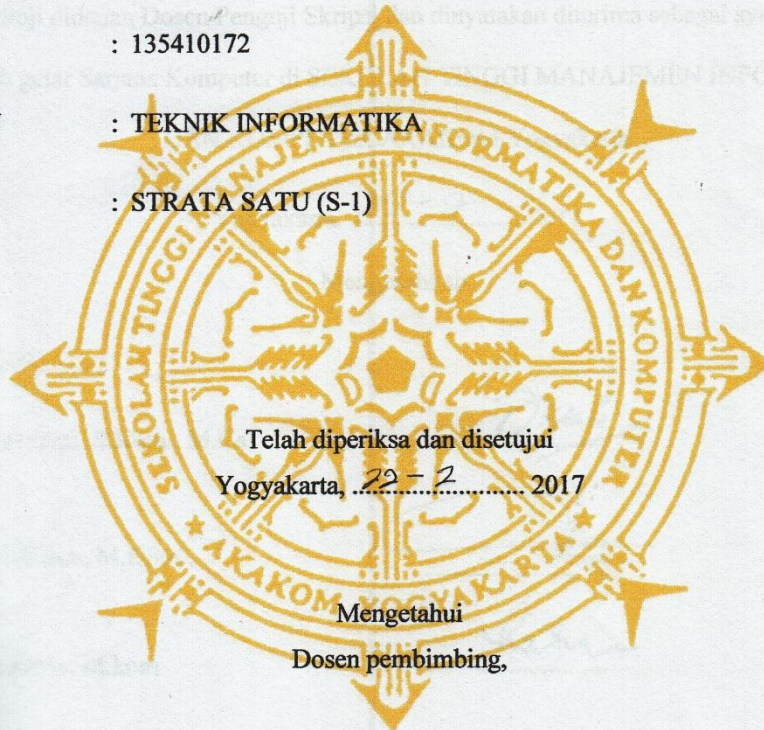 : 135410172
: TEKNIK INFORMATIKA
: STRATA SATU (S-1)
SEKOLAH TINGGI MANAJEMEN INFORMATIKA DAN KOMPUTER
★ AKAKOM YOGYAKARTA ★
Telah diperiksa dan disetujui
Yogyakarta, 22 - 2 2017
Mengetahui
Dosen pembimbing,